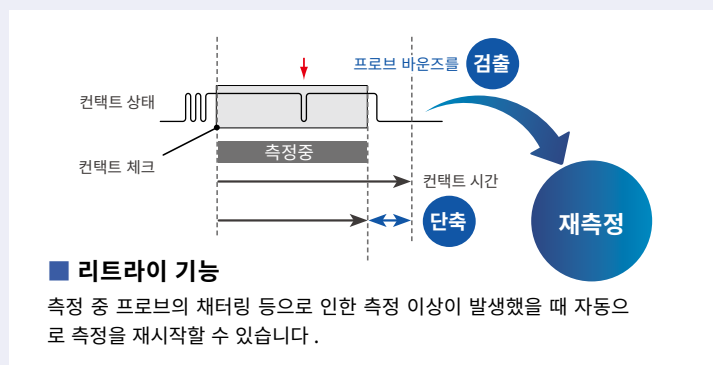 프로브 바운즈를 검출
컨택트 상태
측정중
컨택트 체크
컨택트 시간
단축
재측정
■ 리트라이 기능
측정 중 프로브의 채터링 등으로 인한 측정 이상이 발생했을 때 자동으
로 측정을 재시작할 수 있습니다 .